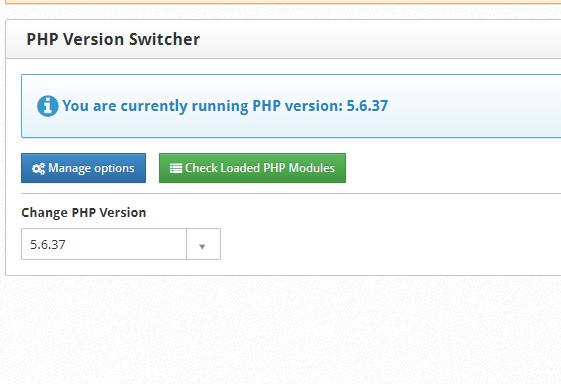 PHP Version Switcher
You are currently running PHP version: 5.6.37
Manage options
Check Loaded PHP Modules
Change PHP Version
5.6.37